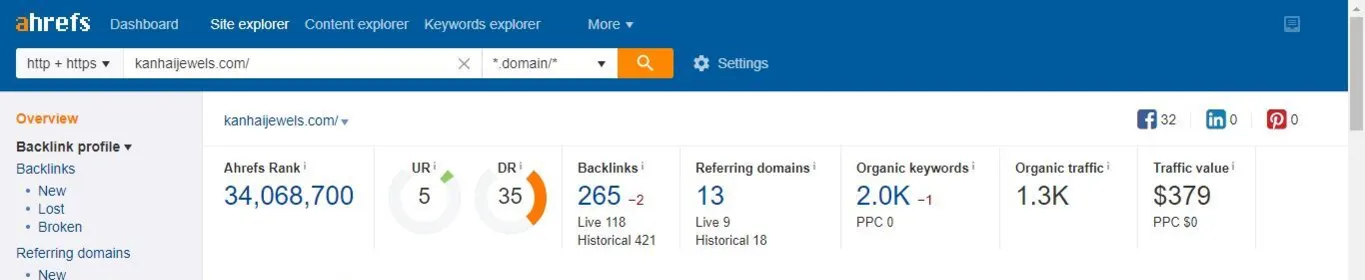 ahrefs Dashboard Site explorer Content explorer Keywords explorer More
http + https kanhaijewels.com/ *.domain/* Settings
Overview
Backlink profile
Backlinks
New
Lost
Broken
Referring domains
New
kanhaijewels.com/ 32 0 0
Ahrefs Rank
34,068,700
UR
5
DR
35
Backlinks
265 −2
Live 118
Historical 421
Referring domains
13
Live 9
Historical 18
Organic keywords
2.0K −1
PPC 0
Organic traffic
1.3K
Traffic value
$379
PPC $0